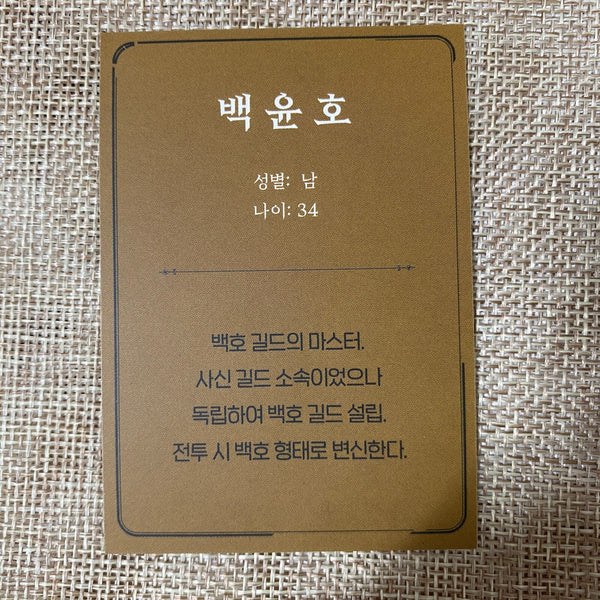 백윤호
성별: 남
나이: 34
백호 길드의 마스터.
사신 길드 소속이었으나
독립하여 백호 길드 설립.
전투 시 백호 형태로 변신한다.